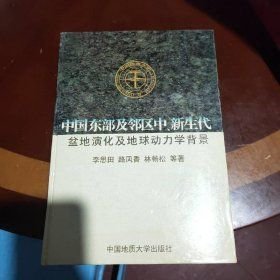 中国东部及邻区中、新生代
盆地演化及地球动力学背景
李思田 路凤香 林畅松 等著
中国地质大学出版社